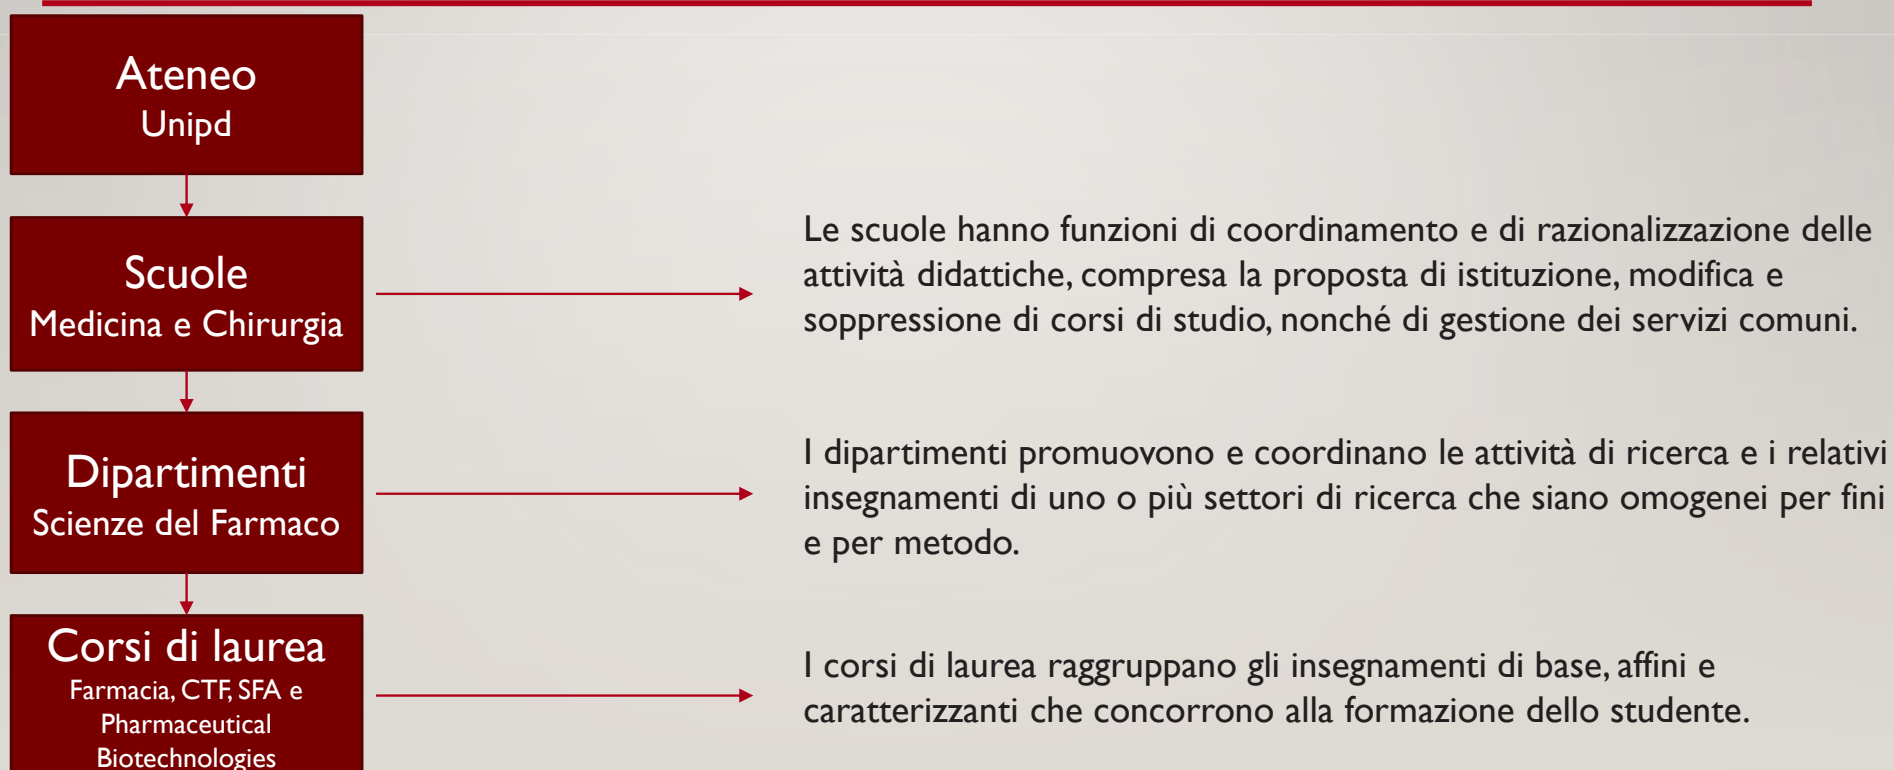 Ateneo
Unipd
Scuole
Medicina e Chirurgia
Le scuole hanno funzioni di coordinamento e di razionalizzazione delle
attività didattiche, compresa la proposta di istituzione, modifica e
soppressione di corsi di studio, nonché di gestione dei servizi comuni.
Dipartimenti
Scienze del Farmaco
I dipartimenti promuovono e coordinano le attività di ricerca e i relativi
insegnamenti di uno o più settori di ricerca che siano omogenei per fini
e per metodo.
Corsi di laurea
Farmacia, CTF, SFA e
Pharmaceutical
Biotechnologies
I corsi di laurea raggruppano gli insegnamenti di base, affini e
caratterizzanti che concorrono alla formazione dello studente.